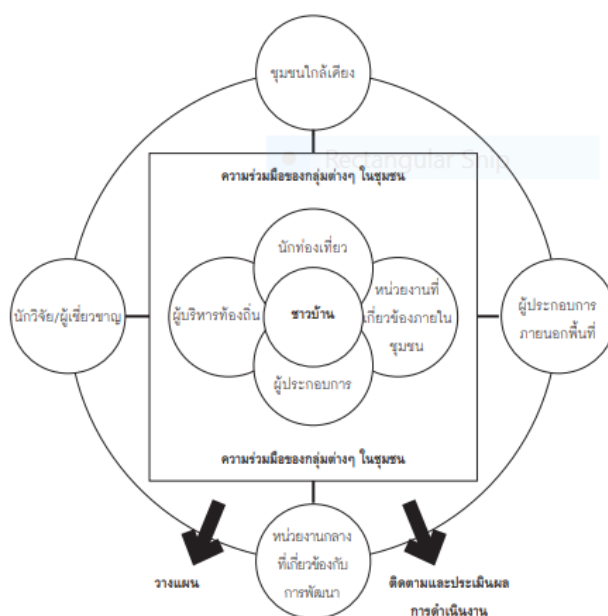 ชุมชนใกล้เคียง
Rectangular Snip
ความร่วมมือของกลุ่มต่างๆ ในชุมชน
นักท่องเที่ยว
นักวิจัย/ผู้เชี่ยวชาญ
ผู้บริหารท้องถิ่น
ชาวบ้าน
หน่วยงานที่
เกี่ยวข้องภายใน
ชุมชน
ผู้ประกอบการ
ภายนอกพื้นที่
ผู้ประกอบการ
ความร่วมมือของกลุ่มต่างๆ ในชุมชน
หน่วยงานกลาง
ที่เกี่ยวข้องกับ
การพัฒนา
วางแผน
ติดตามและประเมินผล
การดำเนินงาน